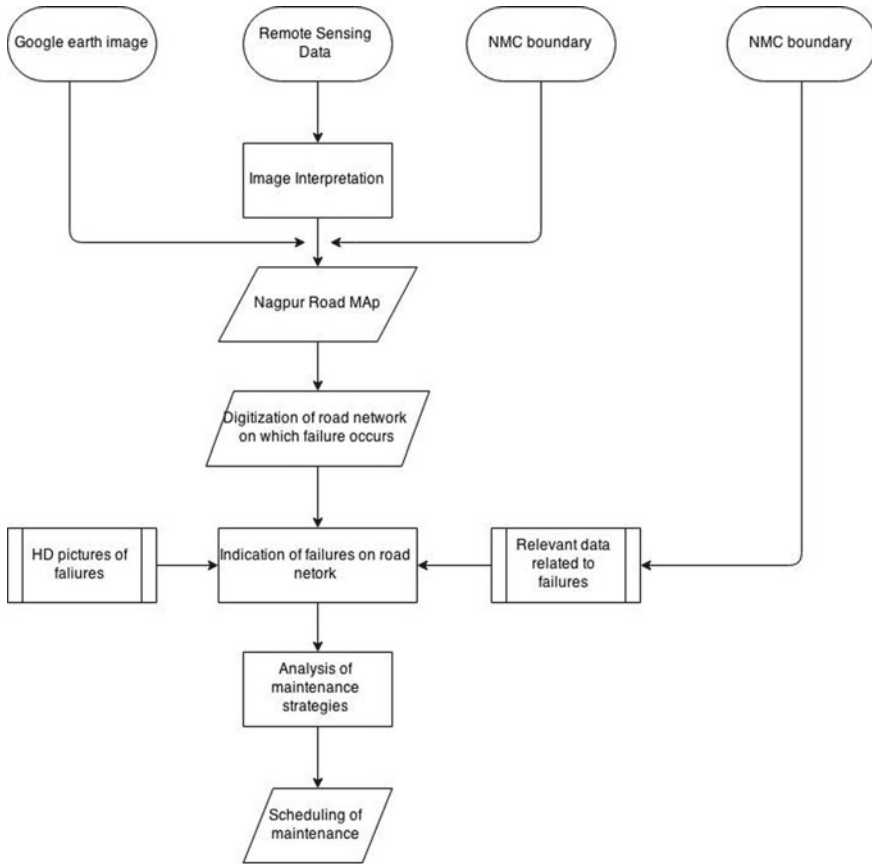 Google earth image
Remote Sensing
Data
NMC boundary
NMC boundary
Image Interpretation
Nagpur Road MAp
Digitization of road network
on which failure occurs
HD pictures of
faliures
Indication of failures on road
netork
Relevant data
related to
failures
Analysis of
maintenance
strategies
Scheduling of
maintenance